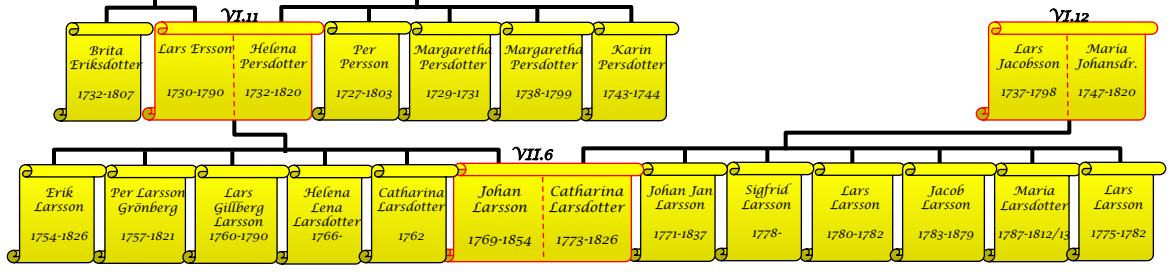 VI.11
VI.12
Brita
Eriksdotter
1732-1807
Lars Ersson
1730-1790
Helena
Persdotter
1732-1820
Per
Persson
1727-1803
Margaretha
Persdotter
1729-1731
Margaretha
Persdotter
1738-1799
Karin
Persdotter
1743-1744
Lars
Jacobsson
1737-1798
Maria
Johansdr.
1747-1820
VII.6
Erik
Larsson
1754-1826
Per Larsson
Grönberg
1757-1821
Lars
Gillberg
Larsson
1760-1790
Helena
Lena
Larsdotter
1766-
Catharina
Larsdotter
1762
Johan
Larsson
1769-1854
Catharina
Larsdotter
1773-1826
Johan Jan
Larsson
1771-1837
Sigfrid
Larsson
1778-
Lars
Larsson
1780-1782
Jacob
Larsson
1783-1879
Maria
Larsdotter
1787-1812/13
Lars
Larsson
1775-1782